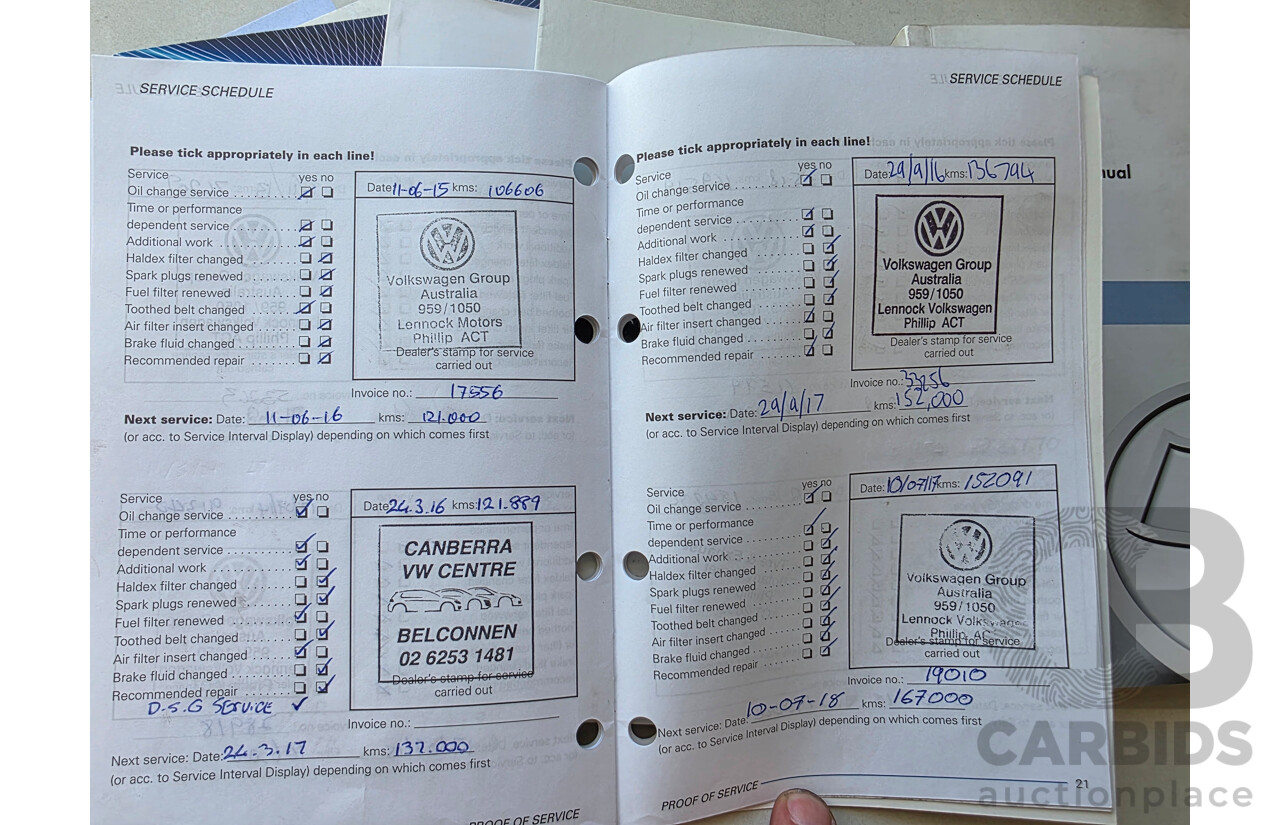 SERVICE SCHEDULE
Please tick appropriately in each line!
Service yes no
Oil change service
Time or performance
dependent service
Additional work
Haldex filter changed
Spark plugs renewed
Fuel filter renewed
Toothed belt changed
Air filter insert changed
Brake fluid changed
Recommended repair
Date: 11-06-15 kms: 106606
Volkswagen Group
Australia
959/1050
Lennock Motors
Phillip ACT
Dealer's stamp for service
carried out
Invoice no.: 17556
Next service: Date: 11-06-16 kms: 121.000
(or acc. to Service Interval Display) depending on which comes first
Service yes no
Oil change service
Time or performance
dependent service
Additional work
Haldex filter changed
Spark plugs renewed
Fuel filter renewed
Toothed belt changed
Air filter insert changed
Brake fluid changed
Recommended repair
D.S.G SERVICE ✓
Date: 24.3.16 kms: 121.889
CANBERRA
VW CENTRE
BELCONNEN
02 6253 1481
Dealer's stamp for service
carried out
Invoice no.:
Next service: Date: 24.3.17 kms: 137.000
(or acc. to Service Interval Display) depending on which comes first
PROOF OF SERVICE
SERVICE SCHEDULE
Please tick appropriately in each line!
Service yes no
Oil change service
Time or performance
dependent service
Additional work
Haldex filter changed
Spark plugs renewed
Fuel filter renewed
Toothed belt changed
Air filter insert changed
Brake fluid changed
Recommended repair
Date: 29/9/16 kms: 136794
Volkswagen Group
Australia
959/1050
Lennock Volkswagen
Phillip ACT
Dealer's stamp for service
carried out
Invoice no.: 33256
Next service: Date: 29/9/17 kms: 152,000
(or acc. to Service Interval Display) depending on which comes first
Service yes no
Oil change service
Time or performance
dependent service
Additional work
Haldex filter changed
Spark plugs renewed
Fuel filter renewed
Toothed belt changed
Air filter insert changed
Brake fluid changed
Recommended repair
Date: 10/07/17 kms: 152091
Volkswagen Group
Australia
959/1050
Lennock Volkswagen
Phillip AC
Dealer's stamp for service
carried out
Invoice no.: 19010
Next service: Date: 10-07-18 kms: 167000
(or acc. to Service Interval Display) depending on which comes first
PROOF OF SERVICE 21
nual
CARBIDS
auctionplace